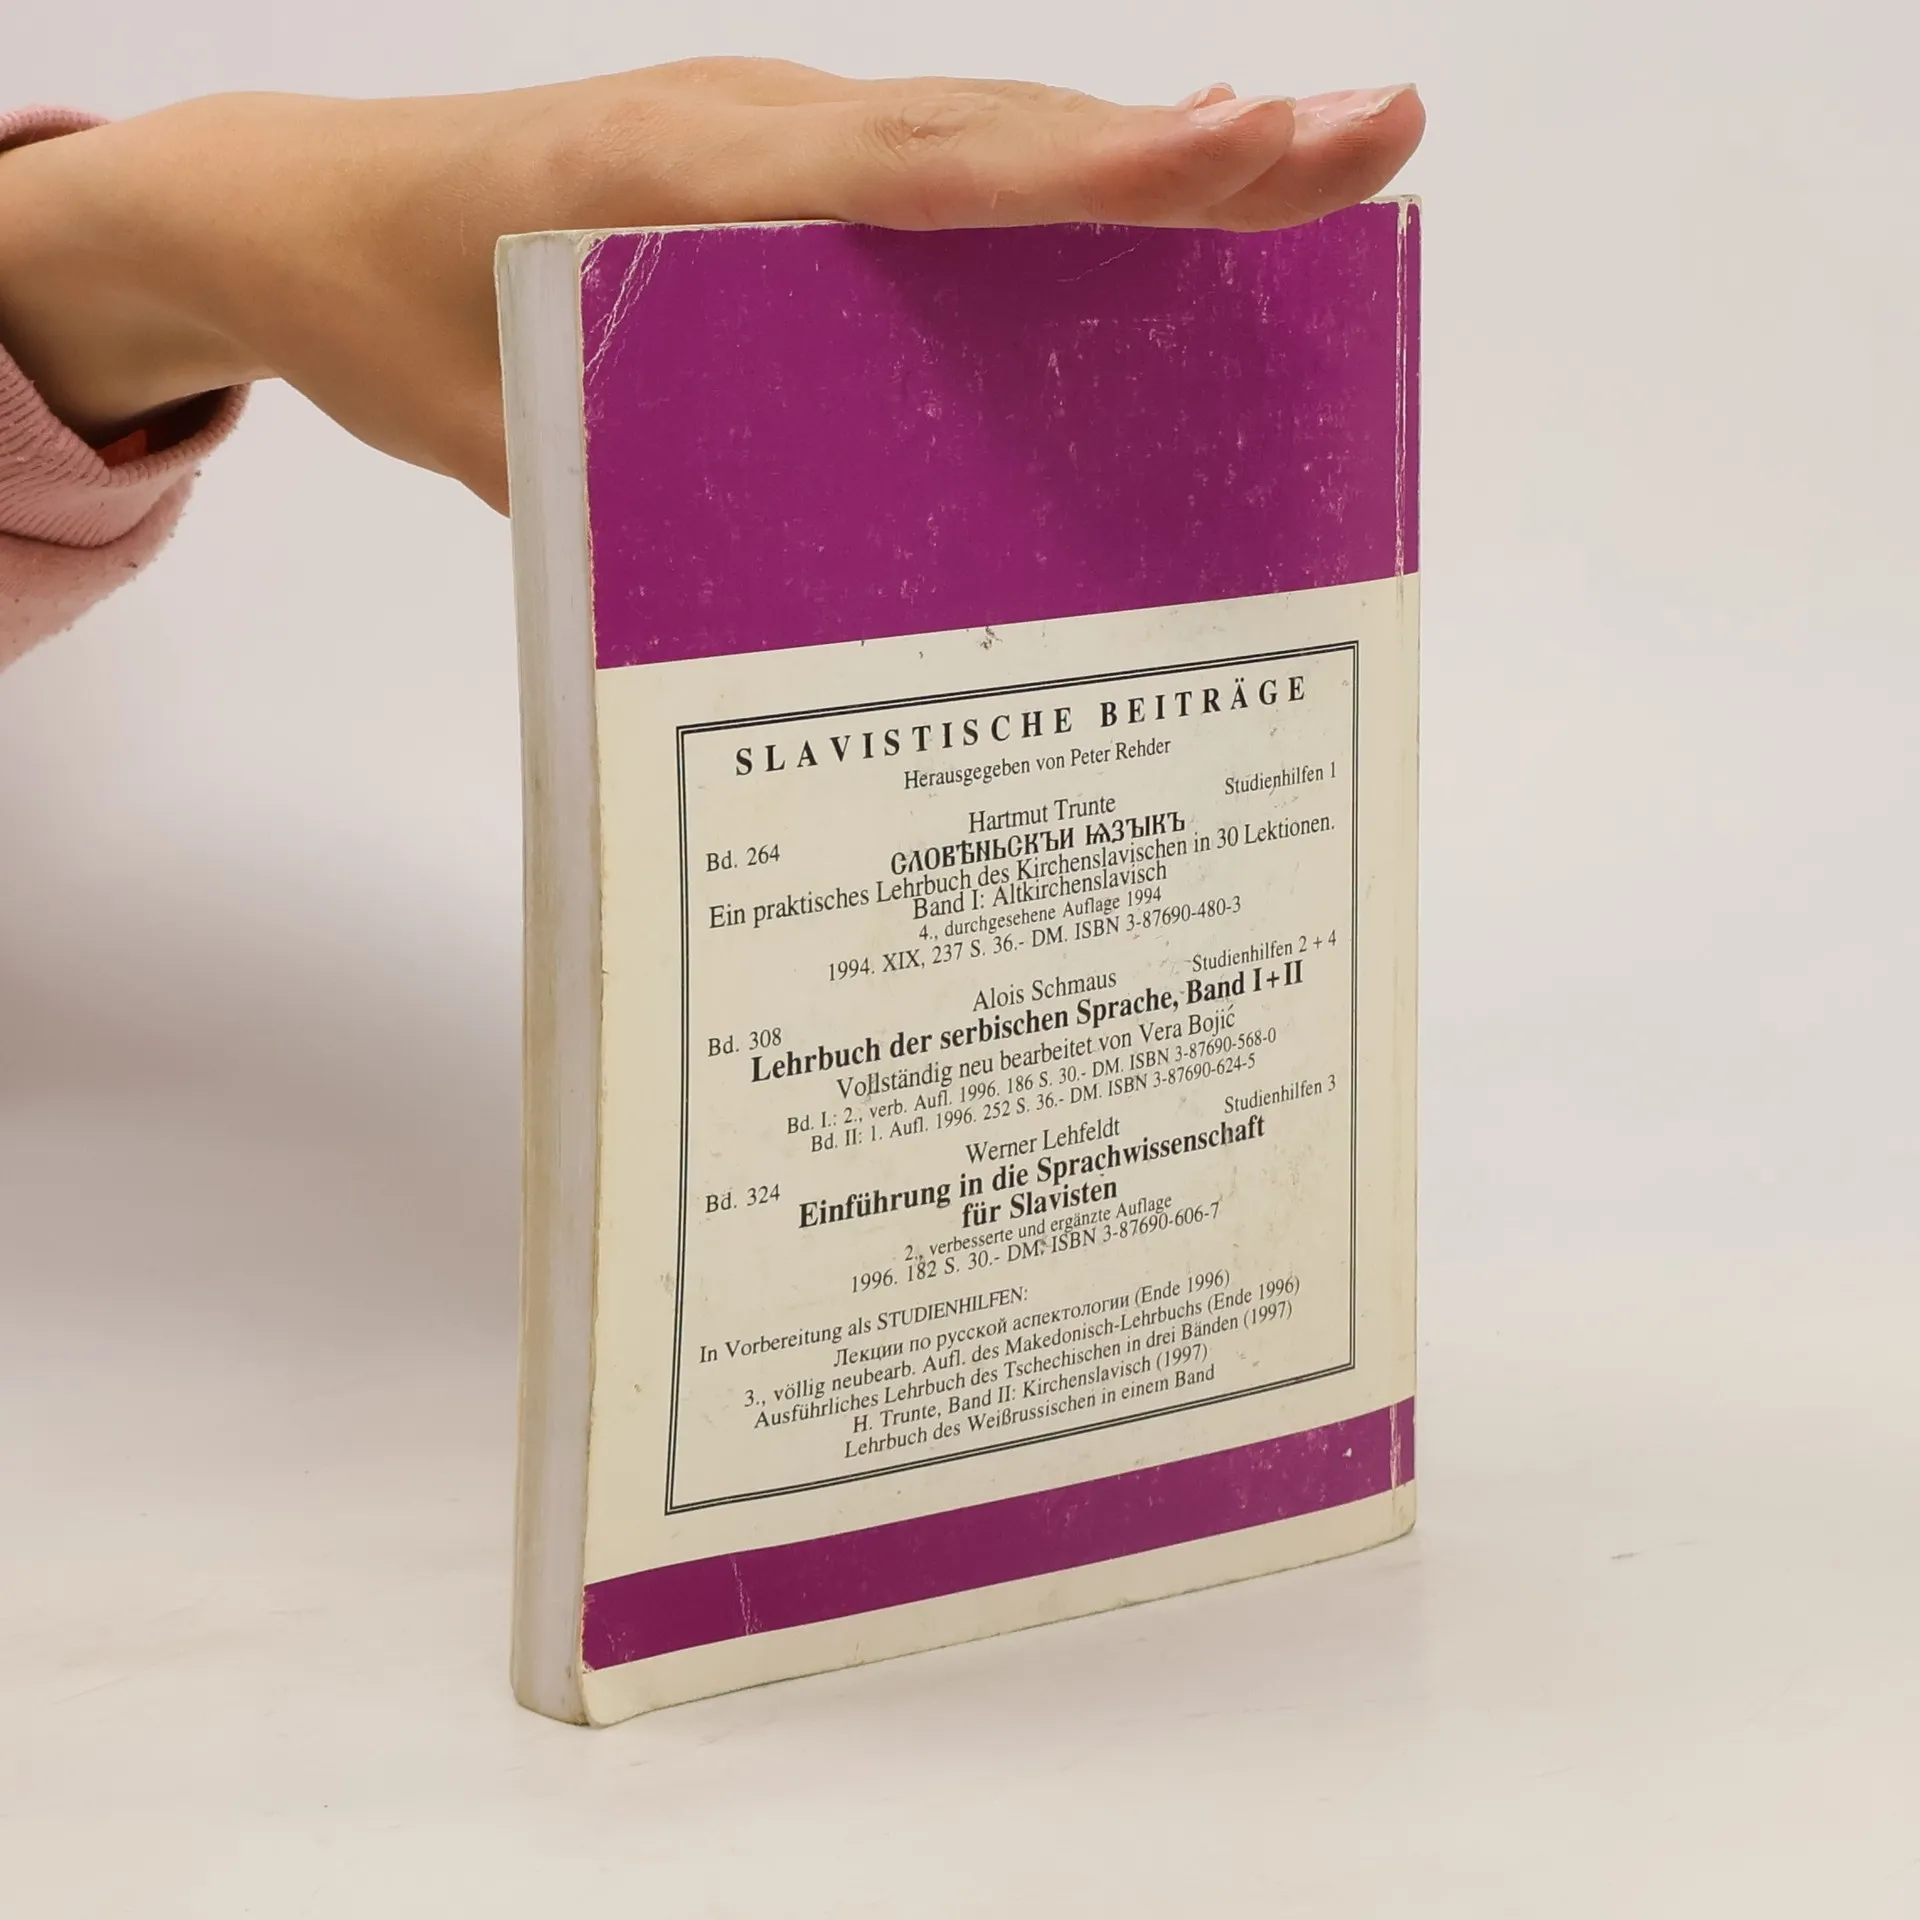 SLAVISTISCHE BEITRÄGE
Herausgegeben von Peter Rehder
Studienhilfen 1
Hartmut Trunte
Bd. 264
СЛОВѢНЬСКЪИ ѨЗЪІКЪ
Ein praktisches Lehrbuch des Kirchenslavischen in 30 Lektionen.
Band I: Altkirchenslavisch
4., durchgesehene Auflage 1994
1994. XIX, 237 S. 36.- DM. ISBN 3-87690-480-3
Studienhilfen 2 + 4
Alois Schmaus
Bd. 308
Lehrbuch der serbischen Sprache, Band I+II
Vollständig neu bearbeitet von Vera Bojić
Bd. I.: 2., verb. Aufl. 1996. 186 S. 30.- DM. ISBN 3-87690-568-0
Bd. II: 1. Aufl. 1996. 252 S. 36.- DM. ISBN 3-87690-624-5
Studienhilfen 3
Werner Lehfeldt
Bd. 324
Einführung in die Sprachwissenschaft
für Slavisten
2., verbesserte und ergänzte Auflage
1996. 182 S. 30.- DM. ISBN 3-87690-606-7
In Vorbereitung als STUDIENHILFEN:
Лекции по русской аспектологии (Ende 1996)
3., völlig neubearb. Aufl. des Makedonisch-Lehrbuchs (Ende 1996)
Ausführliches Lehrbuch des Tschechischen in drei Bänden (1997)
H. Trunte, Band II: Kirchenslavisch (1997)
Lehrbuch des Weißrussischen in einem Band